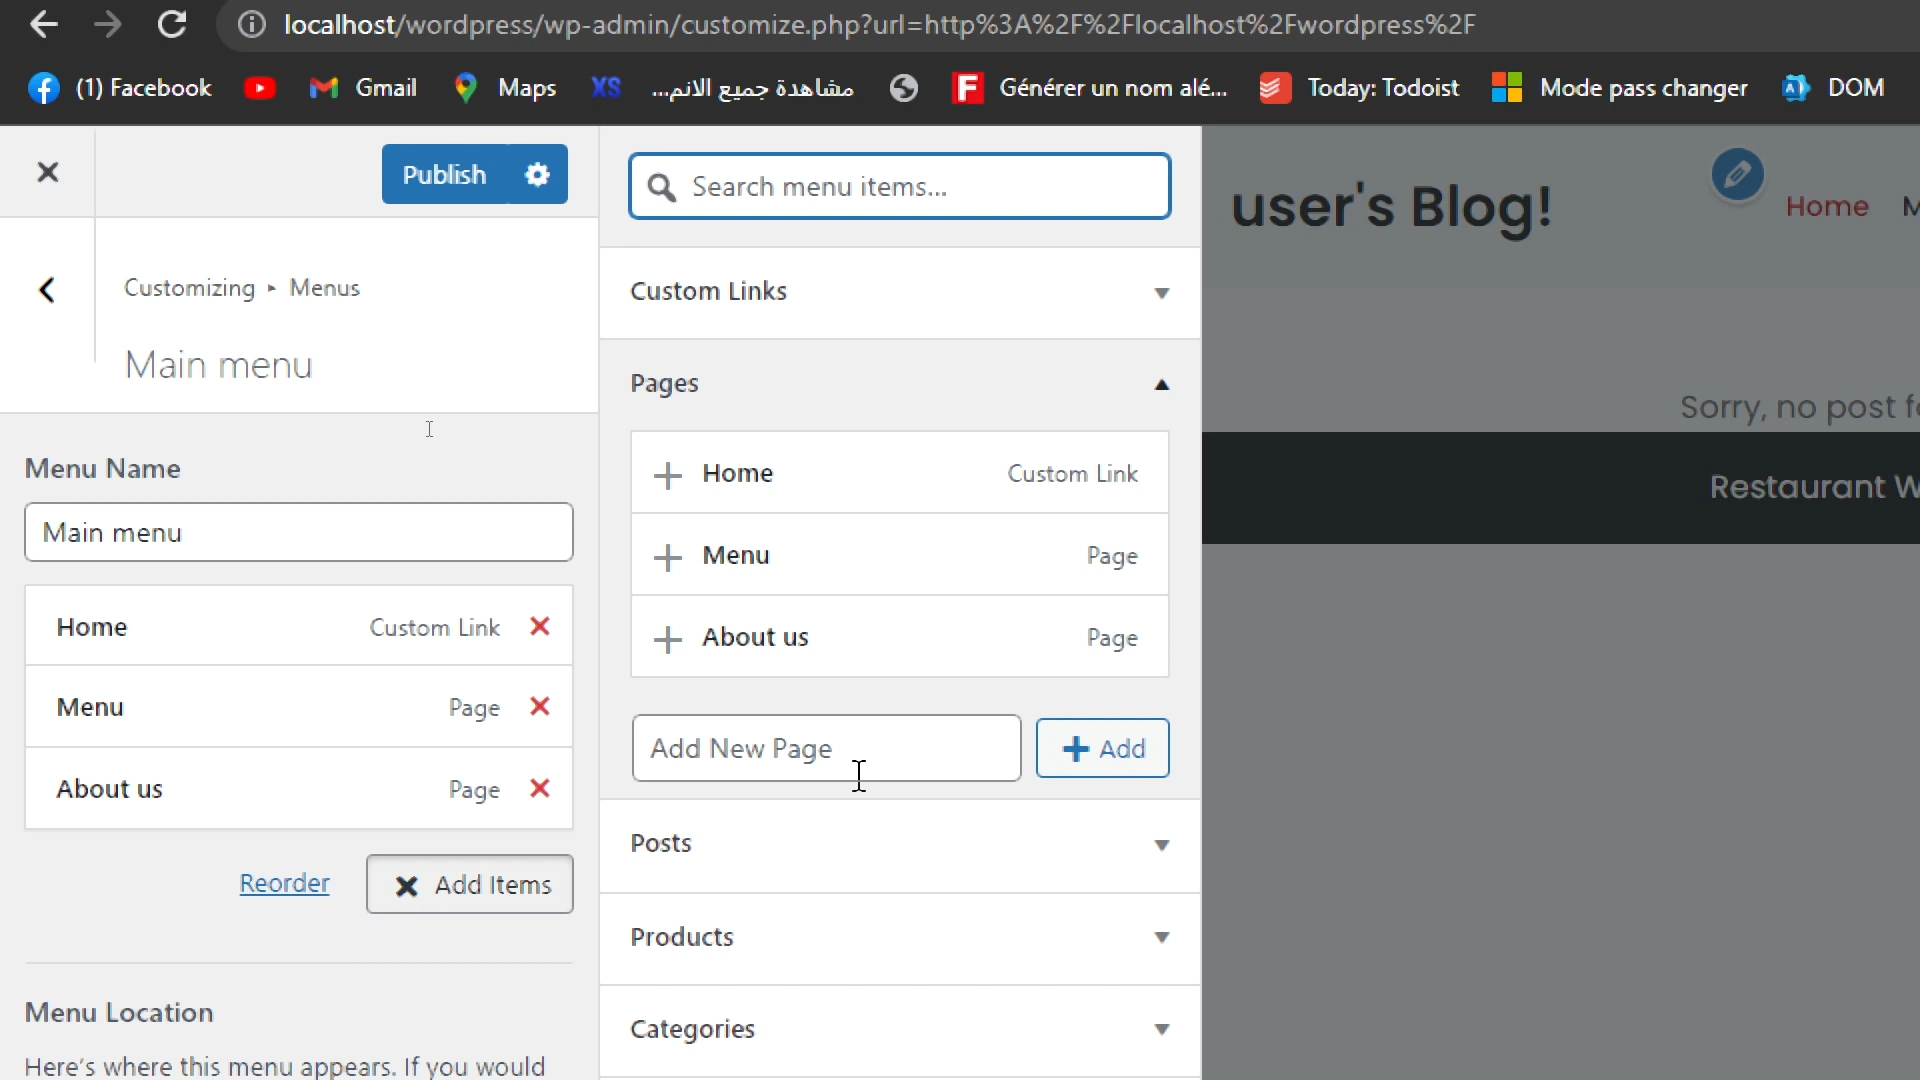 localhost/wordpress/wp-admin/customize.php?url=http%3A%2F%2Flocalhost%2Fwordpress%2F
(1) Facebook Gmail Maps XS مشاهدة جميع الانم... F Générer un nom alé... Today: Todoist Mode pass changer DOM
Publish
Search menu items...
user's Blog!
Home M
Customizing ▸ Menus
Main menu
Custom Links
Pages
Sorry, no post f
Menu Name
Main menu
Home Custom Link
Menu Page
About us Page
Restaurant W
Home Custom Link
Menu Page
About us Page
Add New Page
+ Add
Reorder
Add Items
Posts
Products
Categories
Menu Location
Here's where this menu appears. If you would